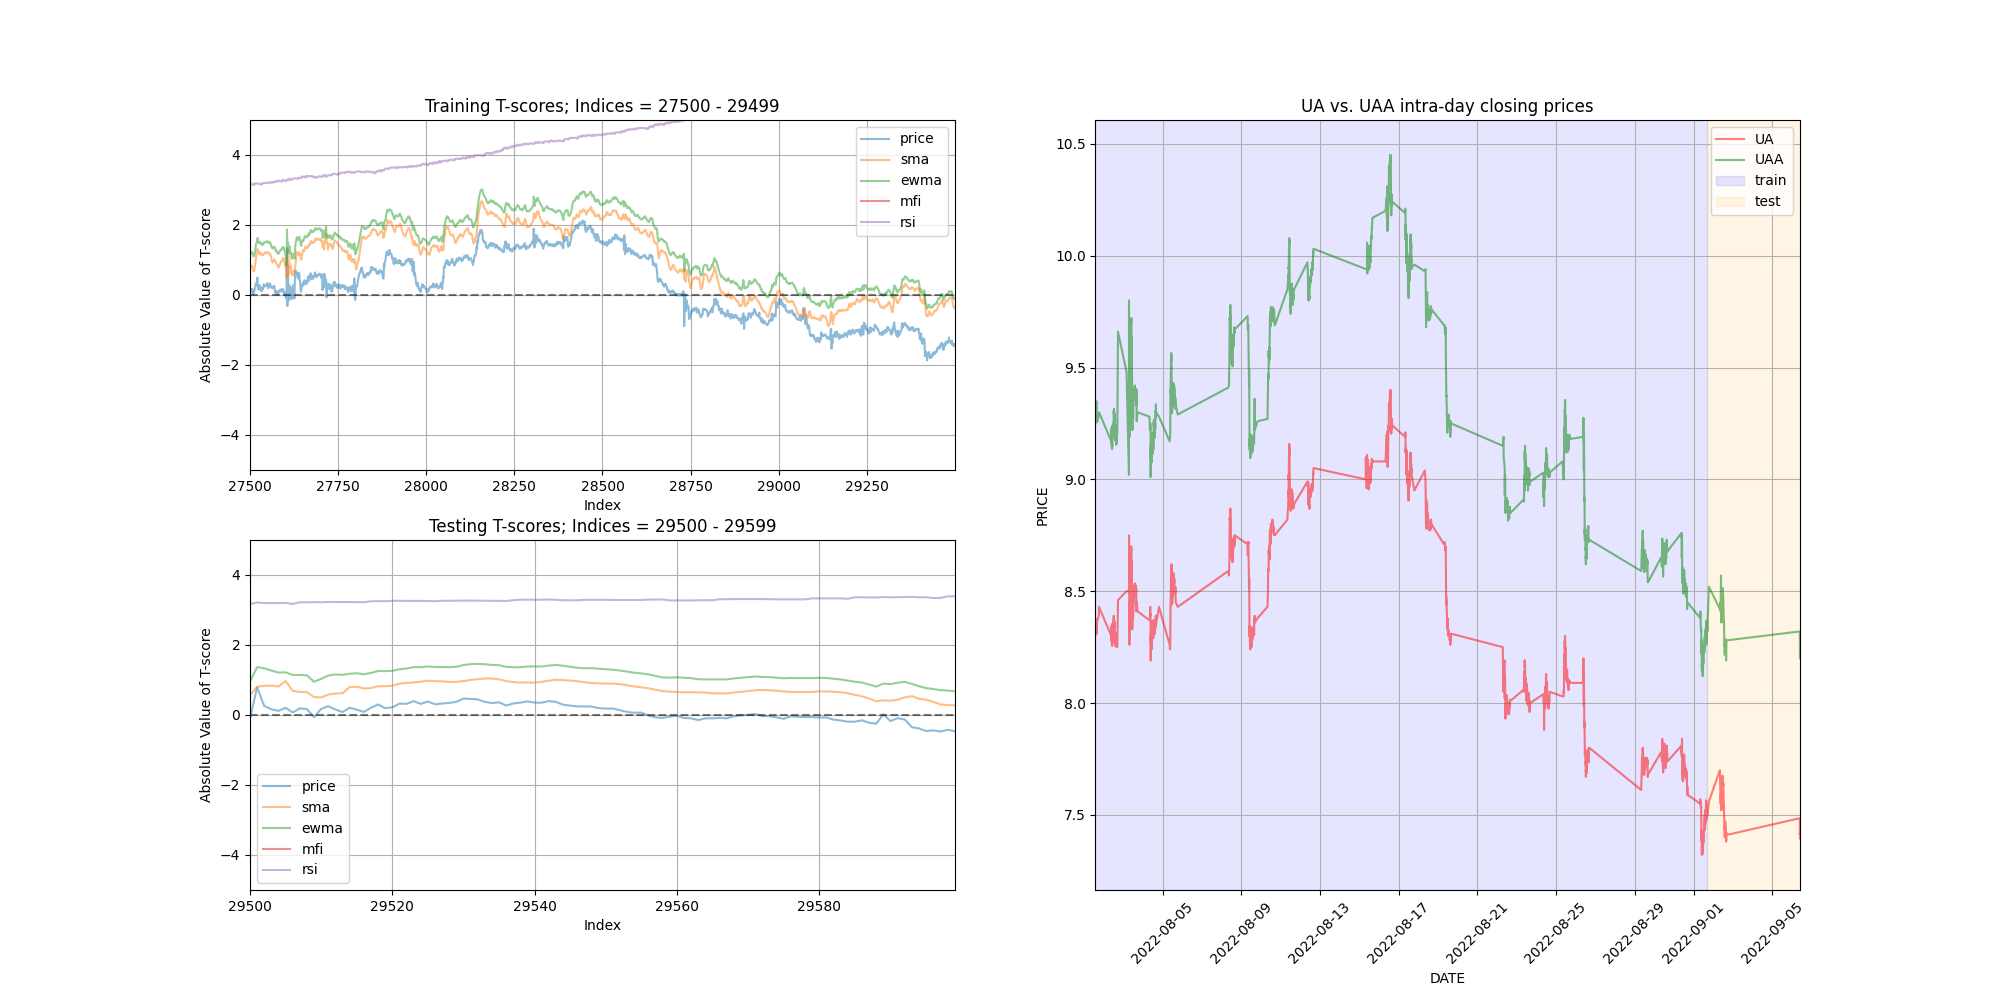 Training T-scores; Indices = 27500 - 29499
Absolute Value of T-score
4
2
0
−2
−4
27500 27750 28000 28250 28500 28750 29000 29250
Index
price
sma
ewma
mfi
rsi
Testing T-scores; Indices = 29500 - 29599
Absolute Value of T-score
4
2
0
−2
−4
29500 29520 29540 29560 29580
Index
price
sma
ewma
mfi
rsi
UA vs. UAA intra-day closing prices
PRICE
10.5
10.0
9.5
9.0
8.5
8.0
7.5
UA
UAA
train
test
2022-08-05 2022-08-09 2022-08-13 2022-08-17 2022-08-21 2022-08-25 2022-08-29 2022-09-01 2022-09-05
DATE